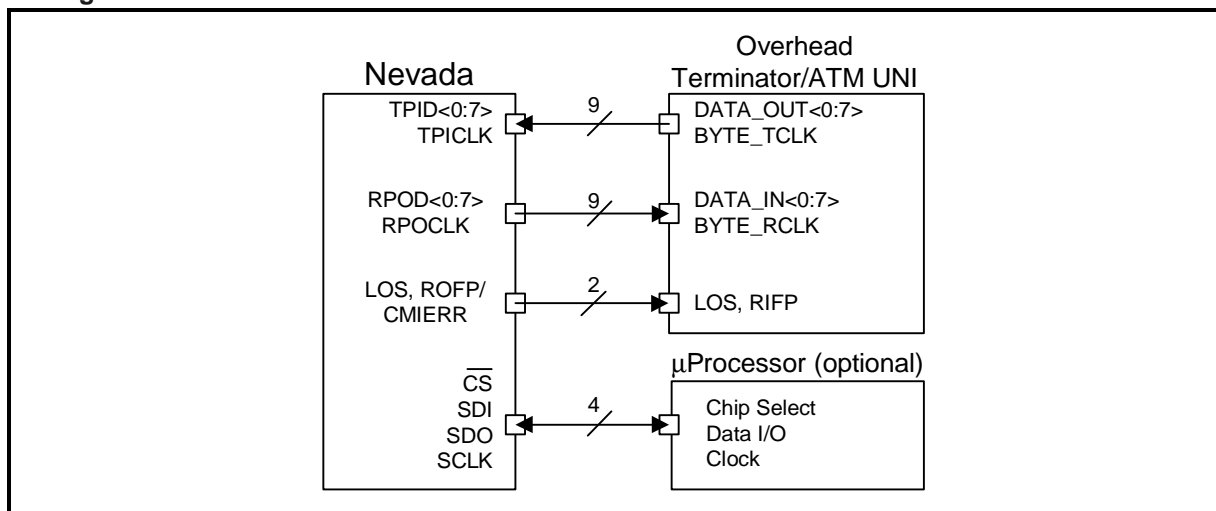 Nevada
Overhead
Terminator/ATM UNI
TPID<0:7>
TPICLK
9
DATA_OUT<0:7>
BYTE_TCLK
RPOD<0:7>
RPOCLK
9
DATA_IN<0:7>
BYTE_RCLK
LOS, ROFP/
CMIERR
2
LOS, RIFP
µProcessor (optional)
CS
SDI
SDO
SCLK
4
Chip Select
Data I/O
Clock